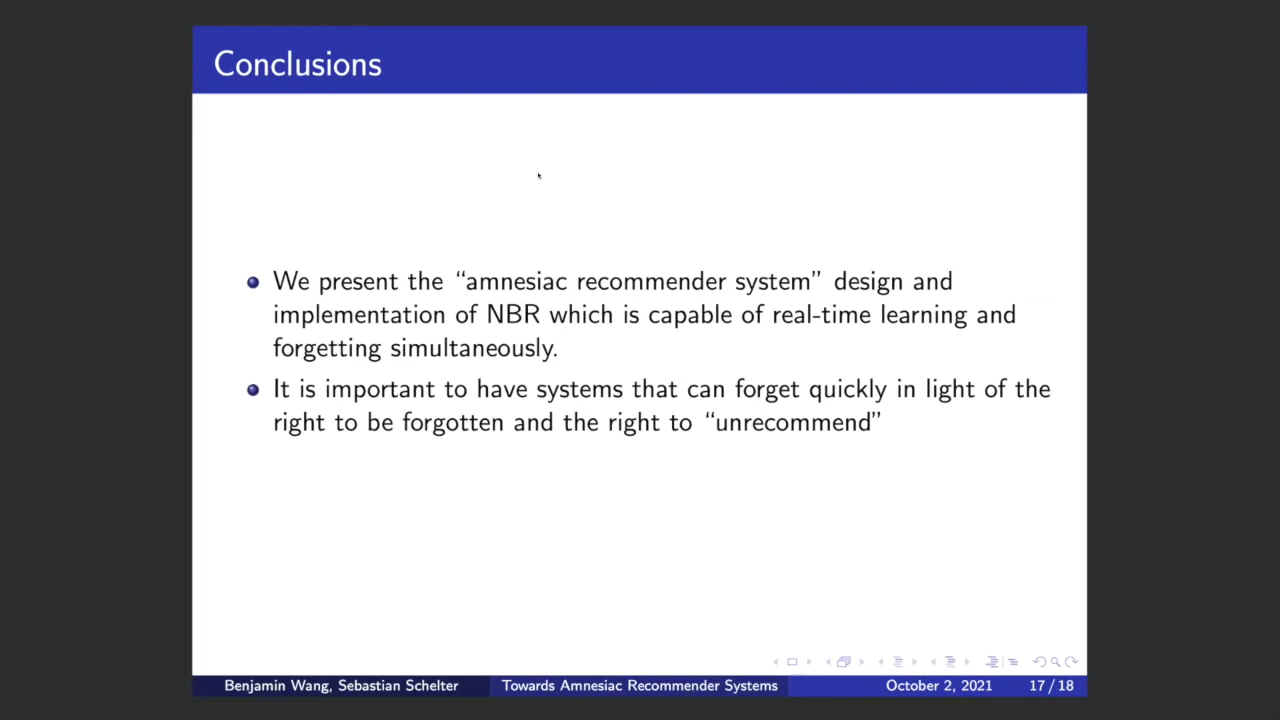 Conclusions
We present the “amnesiac recommender system” design and
implementation of NBR which is capable of real-time learning and
forgetting simultaneously.
It is important to have systems that can forget quickly in light of the
right to be forgotten and the right to “unrecommend”
Benjamin Wang, Sebastian Schelter Towards Amnesiac Recommender Systems October 2, 2021 17 / 18